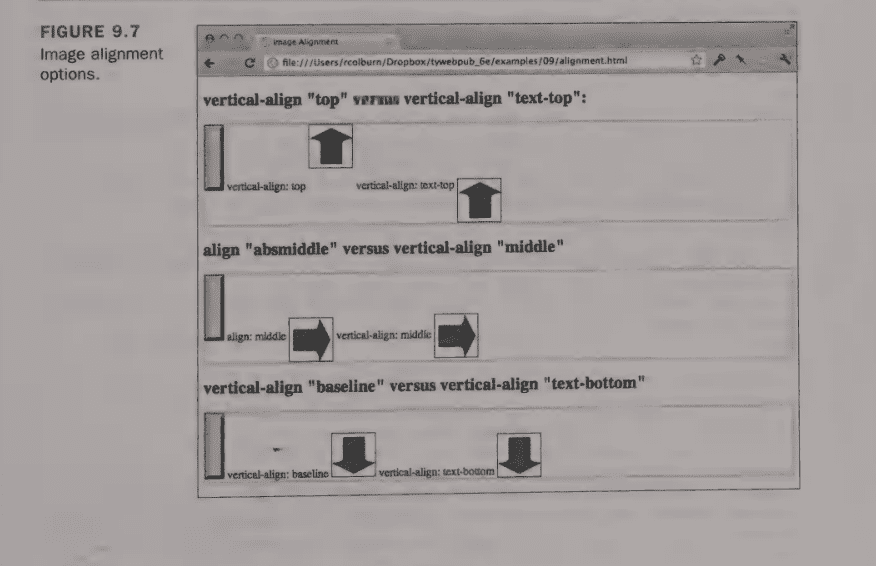 FIGURE 9.7
Image alignment
options.
Image Alignment
file:///Users/rcolburn/Dropbox/tywebpub_6e/examples/09/alignment.html
vertical-align "top" versus vertical-align "text-top":
vertical-align: top
vertical-align: text-top
align "absmiddle" versus vertical-align "middle"
align: middle
vertical-align: middle
vertical-align "baseline" versus vertical-align "text-bottom"
vertical-align: baseline
vertical-align: text-bottom